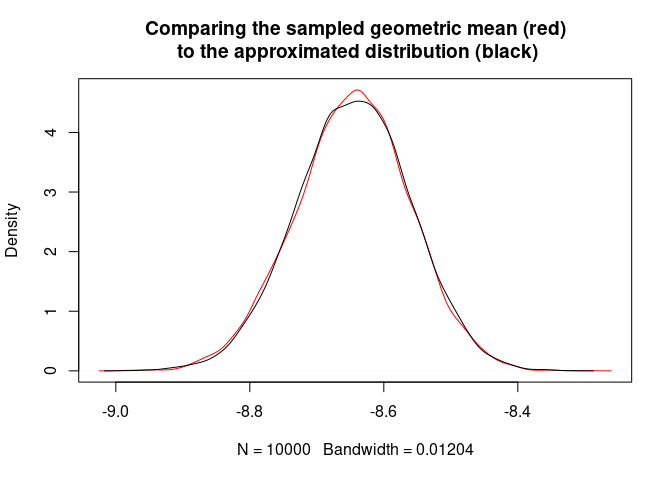 Comparing the sampled geometric mean (red)
to the approximated distribution (black)
Density
4
3
2
1
0
-9.0 -8.8 -8.6 -8.4
N = 10000 Bandwidth = 0.01204